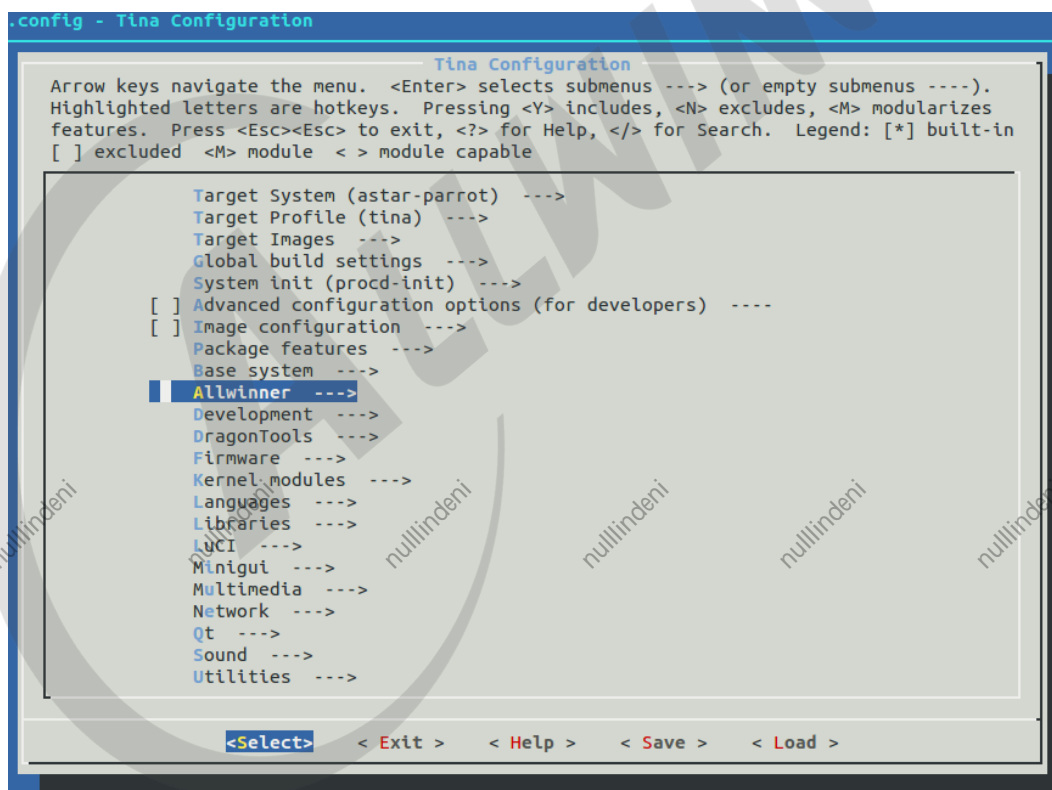 .config - Tina Configuration
Tina Configuration
Arrow keys navigate the menu. <Enter> selects submenus ---> (or empty submenus ----).
Highlighted letters are hotkeys. Pressing <Y> includes, <N> excludes, <M> modularizes
features. Press <Esc><Esc> to exit, <?> for Help, </> for Search. Legend: [*] built-in
[ ] excluded <M> module < > module capable
Target System (astar-parrot) --->
Target Profile (tina) --->
Target Images --->
Global build settings --->
System init (procd-init) --->
[ ] Advanced configuration options (for developers) ----
[ ] Image configuration --->
Package features --->
Base system --->
Allwinner --->
Development --->
DragonTools --->
Firmware --->
Kernel modules --->
Languages --->
Libraries --->
LuCI --->
Minigui --->
Multimedia --->
Network --->
Qt --->
Sound --->
Utilities --->
<Select> < Exit > < Help > < Save > < Load >
ALLWIN
nulllindeni
nulllindeni
nulllindeni
nulllindeni
nulllindeni